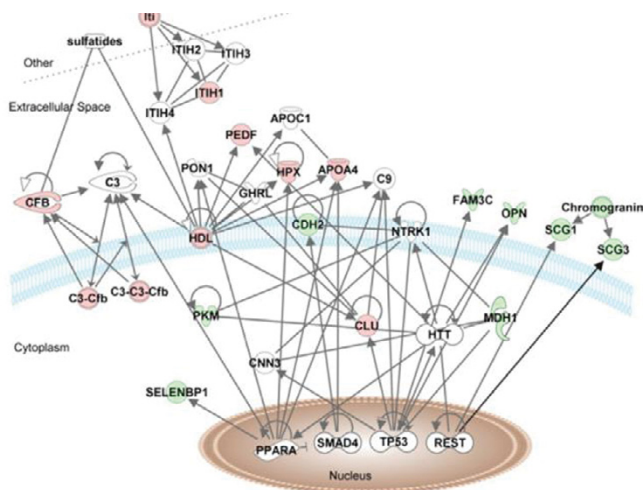 Iti
sulfatides
ITIH2
ITIH3
Other
ITIH1
Extracellular Space
ITIH4
APOC1
PEDF
PON1
HPX
APOA4
C9
C3
GHRL
FAM3C
OPN
Chromogranin
CFB
CDH2
NTRK1
SCG1
HDL
SCG3
C3-Cfb
C3-C3-Cfb
PKM
CLU
MDH1
HTT
Cytoplasm
CNN3
SELENBP1
PPARA
SMAD4
TP53
REST
Nucleus